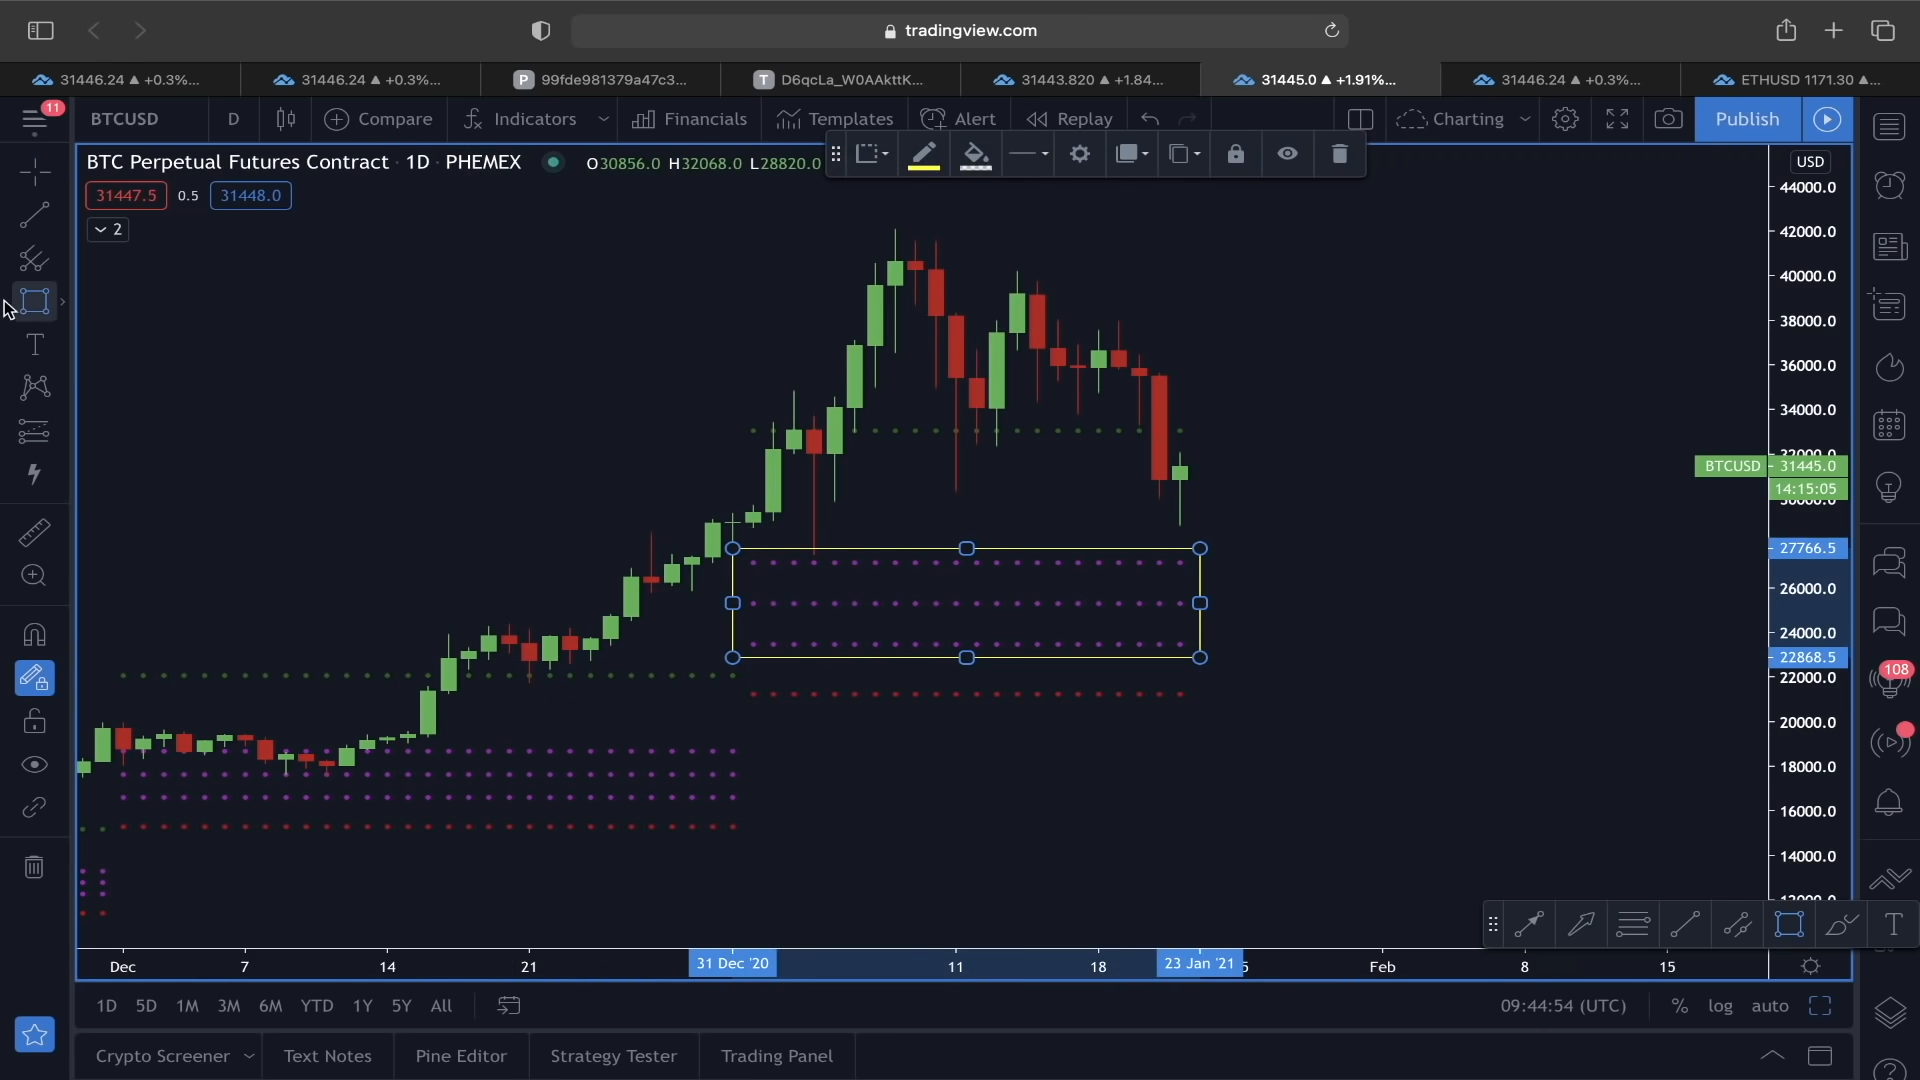 tradingview.com
31446.24 ▲ +0.3%...
31446.24 ▲ +0.3%...
P 99fde981379a47c3...
T D6qcLa_W0AAkttK...
31443.820 ▲ +1.84...
31445.0 ▲ +1.91%...
31446.24 ▲ +0.3%...
ETHUSD 1171.30 ▲...
11
BTCUSD
D
Compare
Indicators
Financials
Templates
Alert
Replay
Charting
Publish
BTC Perpetual Futures Contract · 1D · PHEMEX
O30856.0 H32068.0 L28820.0
USD
31447.5
0.5
31448.0
2
44000.0
42000.0
40000.0
38000.0
36000.0
34000.0
32000.0
BTCUSD
31445.0
14:15:05
30000.0
27766.5
26000.0
24000.0
22868.5
22000.0
20000.0
18000.0
16000.0
14000.0
12000.0
108
T
Dec
7
14
21
31 Dec '20
11
18
23 Jan '21
Feb
8
15
1D
5D
1M
3M
6M
YTD
1Y
5Y
All
09:44:54 (UTC)
%
log
auto
Crypto Screener
Text Notes
Pine Editor
Strategy Tester
Trading Panel